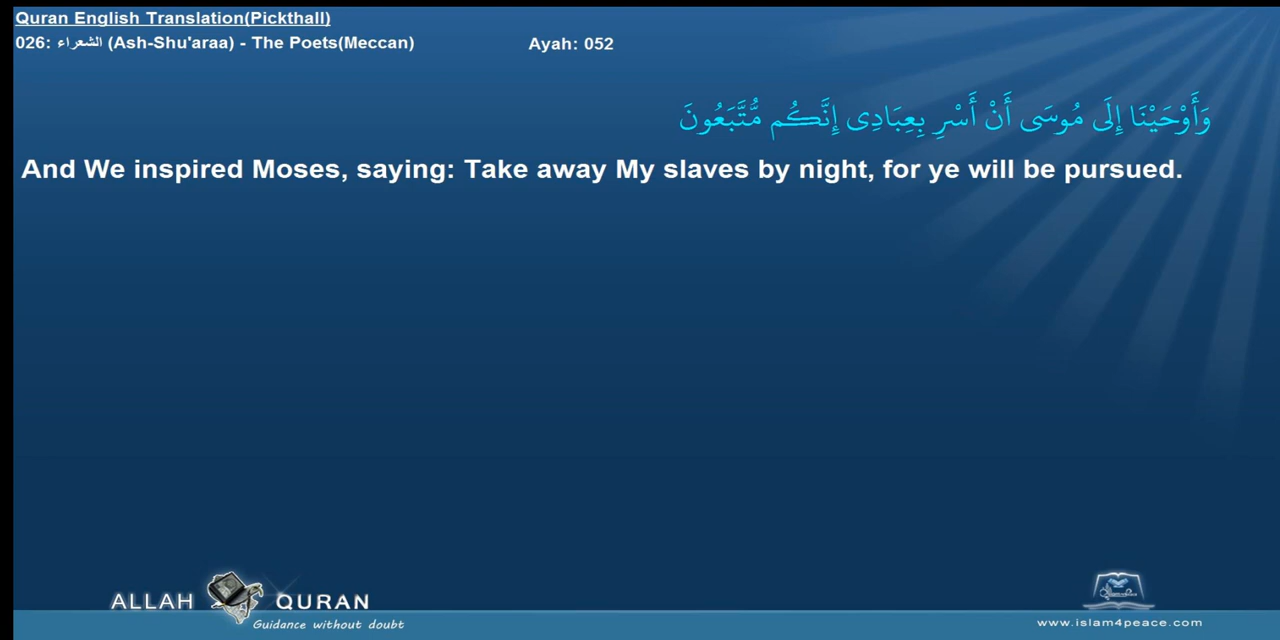 Quran English Translation(Pickthall)
026: الشعراء (Ash-Shu'araa) - The Poets(Meccan) Ayah: 052
وَأَوْحَيْنَا إِلَى مُوسَى أَنْ أَسْرِ بِعِبَادِى إِنَّكُم مُّتَّبَعُونَ
And We inspired Moses, saying: Take away My slaves by night, for ye will be pursued.
ALLAH QURAN
Guidance without doubt
www.islam4peace.com